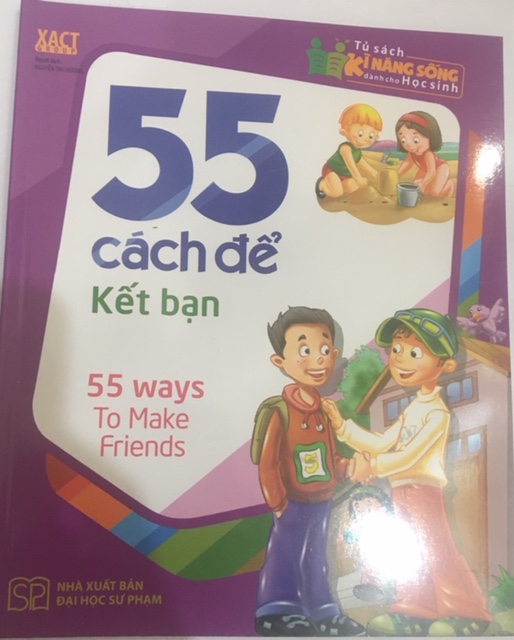 XACT
Tủ sách
KĨ NĂNG SỐNG
dành cho Học sinh
55
cách để
Kết bạn
55 ways
To Make
Friends
5
SP
NHÀ XUẤT BẢN
ĐẠI HỌC SƯ PHẠM